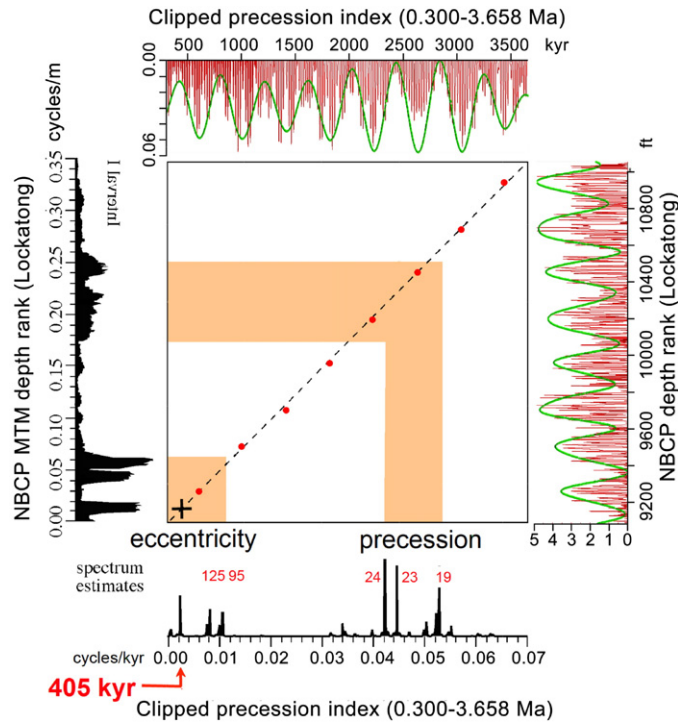 Clipped precession index (0.300-3.658 Ma)
500 1000 1500 2000 2500 3000 3500 kyr
cycles/m
0.00
0.06
ft
NBCP MTM depth rank (Lockatong)
0.35
0.30
0.25
0.20
0.15
0.10
0.05
0.00
NBCP depth rank (Lockatong)
10800
10400
10000
9600
9200
5 4 3 2 1 0
eccentricity precession
spectrum
estimates
125 95 24 23 19
cycles/kyr
0.00 0.01 0.02 0.03 0.04 0.05 0.06 0.07
405 kyr
Clipped precession index (0.300-3.658 Ma)